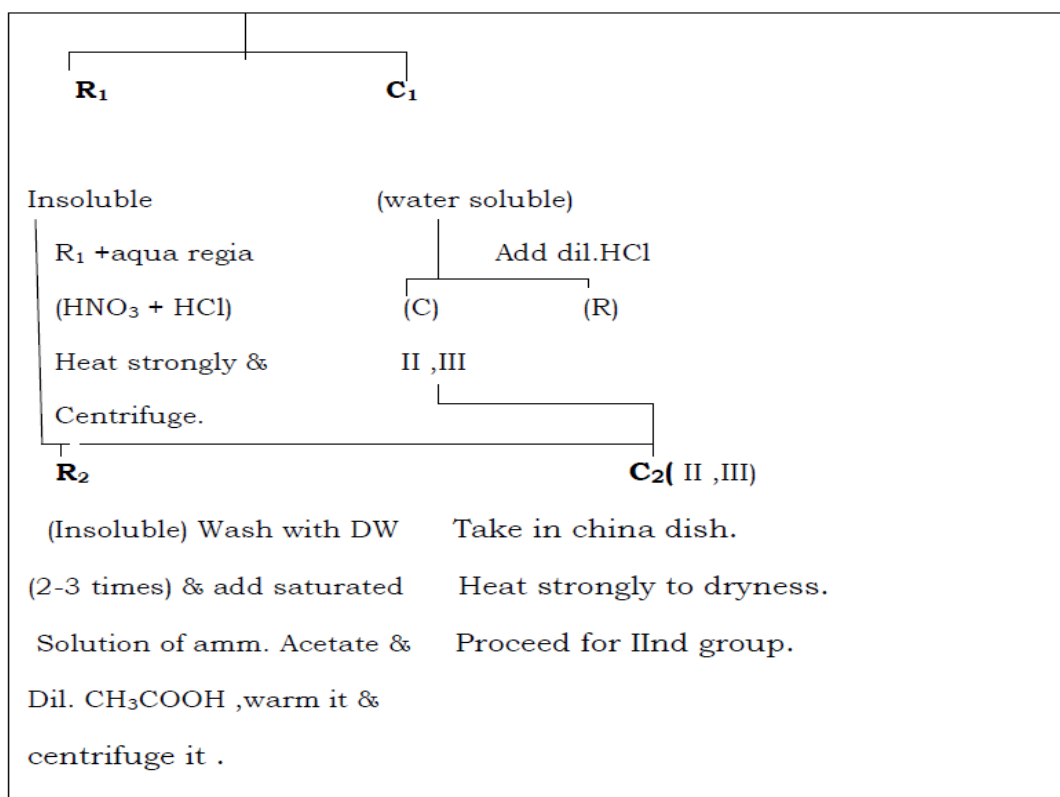 R₁ C₁
Insoluble (water soluble)
R₁ +aqua regia Add dil.HCl
(HNO₃ + HCl) (C) (R)
Heat strongly & II ,III
Centrifuge.
R₂ C₂( II ,III)
(Insoluble) Wash with DW Take in china dish.
(2-3 times) & add saturated Heat strongly to dryness.
Solution of amm. Acetate & Proceed for IInd group.
Dil. CH₃COOH ,warm it &
centrifuge it .